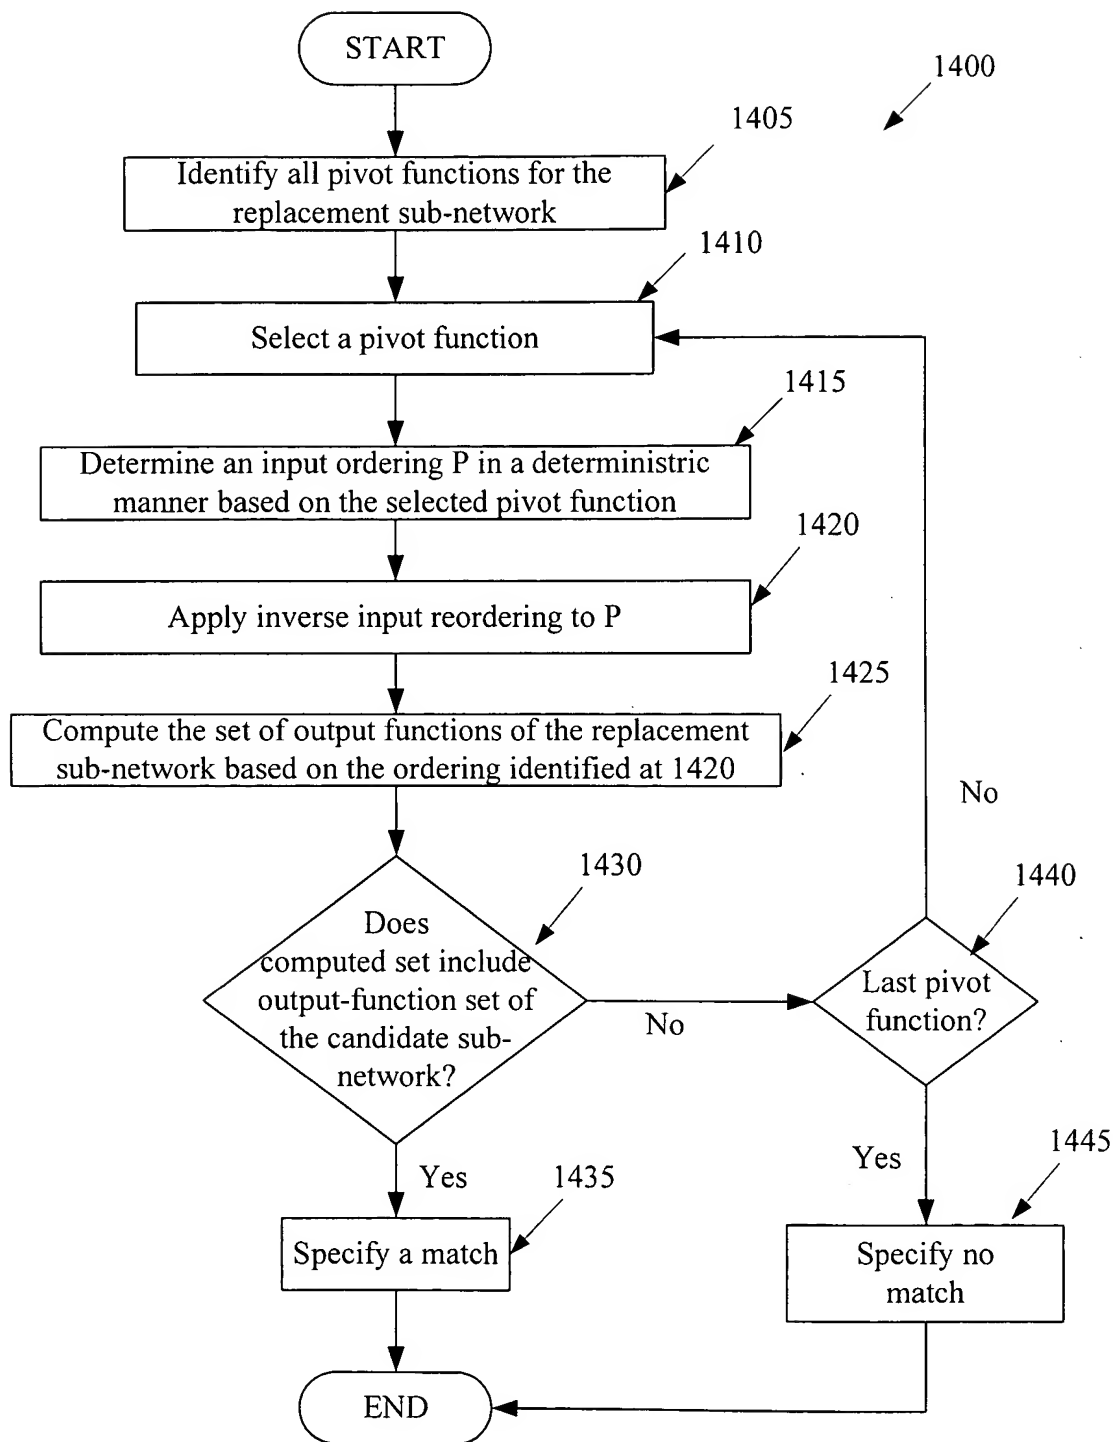 START
1400
1405
Identify all pivot functions for the
replacement sub-network
1410
Select a pivot function
1415
Determine an input ordering P in a deterministric
manner based on the selected pivot function
1420
Apply inverse input reordering to P
1425
Compute the set of output functions of the replacement
sub-network based on the ordering identified at 1420
No
1430
1440
Does
computed set include
output-function set of
the candidate sub-
network?
No
Last pivot
function?
Yes
1435
Yes
1445
Specify a match
Specify no
match
END